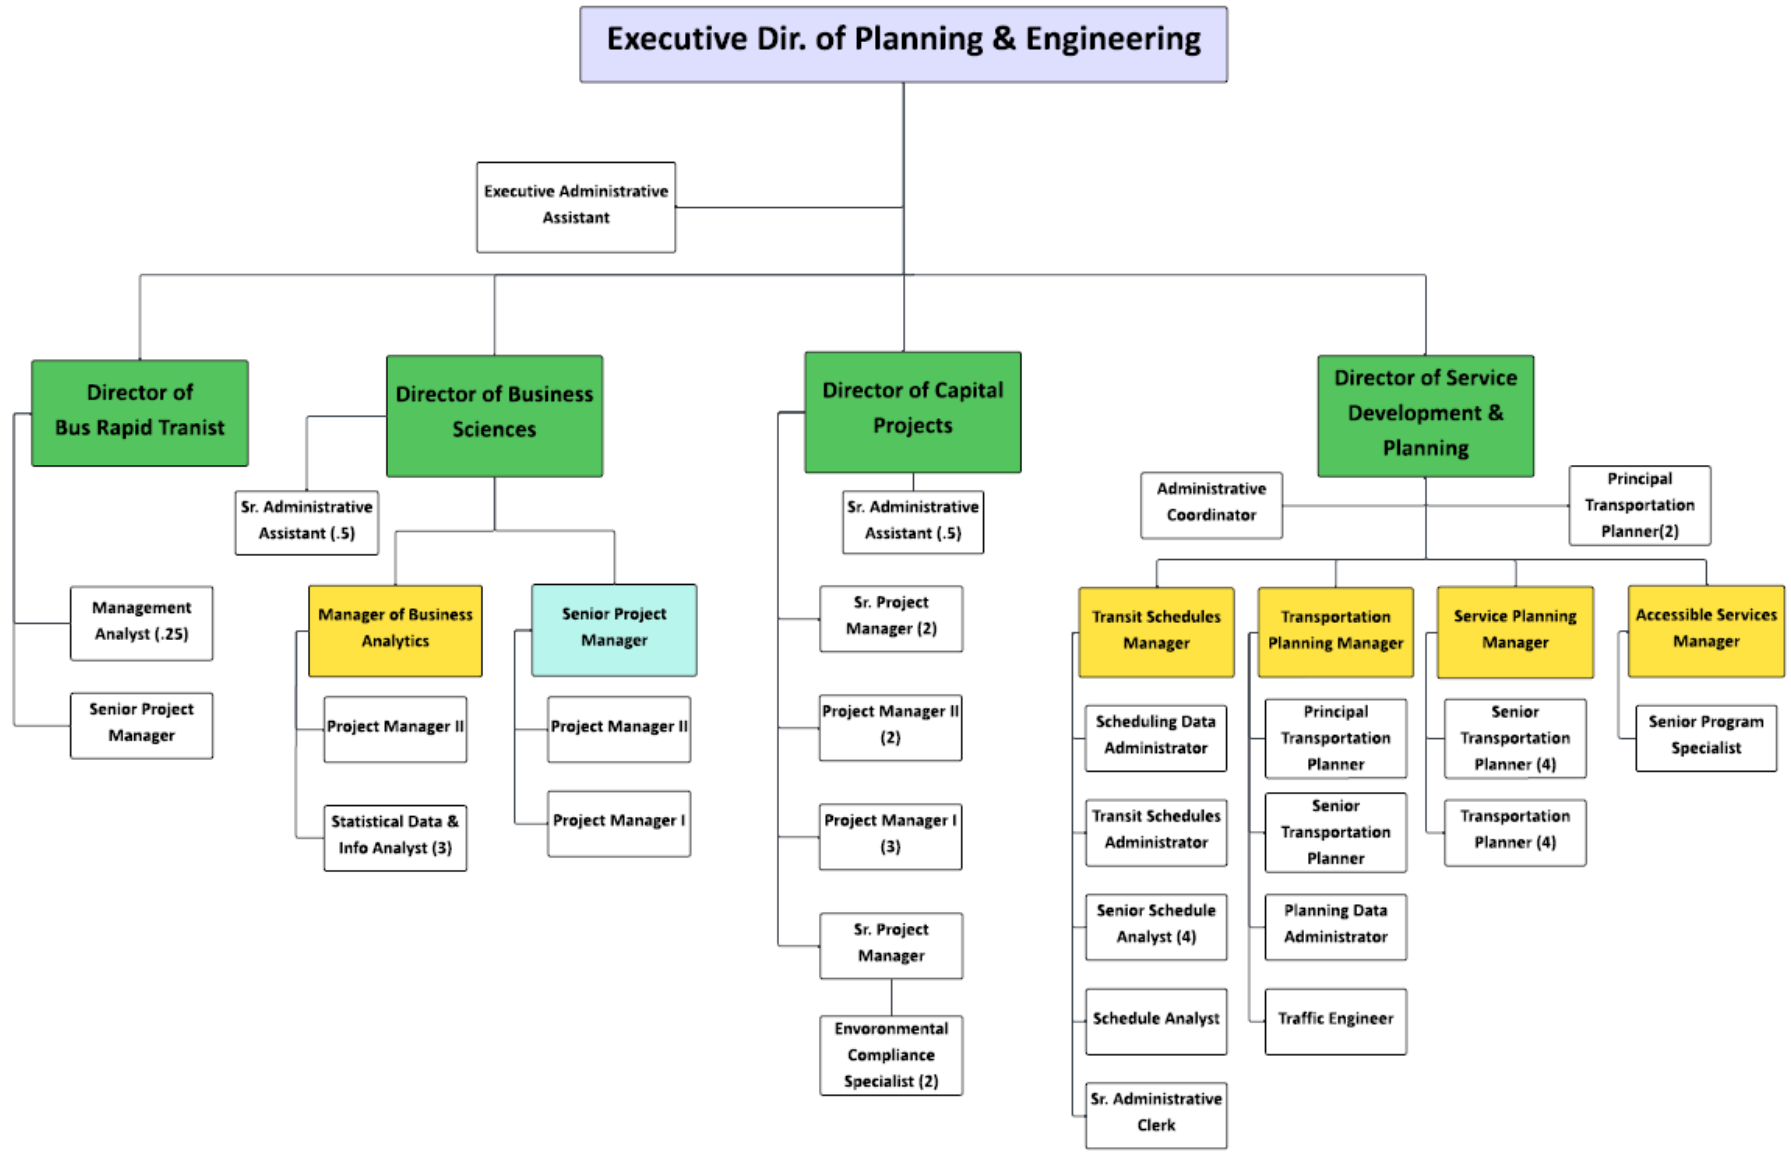 Executive Dir. of Planning & Engineering
Executive Administrative
Assistant
Director of
Bus Rapid Tranist
Management
Analyst (.25)
Senior Project
Manager
Director of Business
Sciences
Sr. Administrative
Assistant (.5)
Manager of Business
Analytics
Project Manager II
Statistical Data &
Info Analyst (3)
Senior Project
Manager
Project Manager II
Project Manager I
Director of Capital
Projects
Sr. Administrative
Assistant (.5)
Sr. Project
Manager (2)
Project Manager II
(2)
Project Manager I
(3)
Sr. Project
Manager
Envoronmental
Compliance
Specialist (2)
Director of Service
Development &
Planning
Administrative
Coordinator
Principal
Transportation
Planner(2)
Transit Schedules
Manager
Scheduling Data
Administrator
Transit Schedules
Administrator
Senior Schedule
Analyst (4)
Schedule Analyst
Sr. Administrative
Clerk
Transportation
Planning Manager
Principal
Transportation
Planner
Senior
Transportation
Planner
Planning Data
Administrator
Traffic Engineer
Service Planning
Manager
Senior
Transportation
Planner (4)
Transportation
Planner (4)
Accessible Services
Manager
Senior Program
Specialist